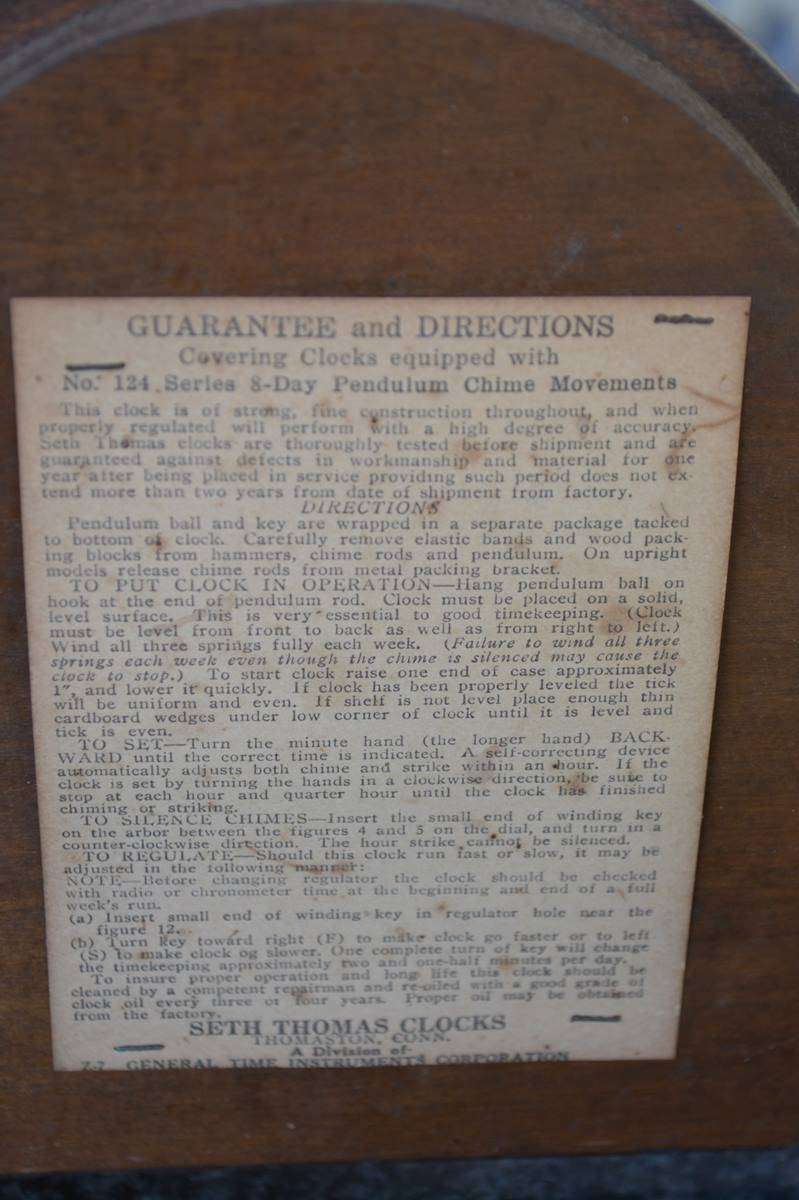 GUARANTEE and DIRECTIONS
Covering Clocks equipped with
No. 124 Series 8-Day Pendulum Chime Movements
This clock is of strong, fine construction throughout, and when
properly regulated will perform with a high degree of accuracy.
Seth Thomas clocks are thoroughly tested before shipment and are
guaranteed against defects in workmanship and material for one
year after being placed in service providing such period does not ex-
tend more than two years from date of shipment from factory.
DIRECTIONS
Pendulum ball and key are wrapped in a separate package tacked
to bottom of clock. Carefully remove elastic bands and wood pack-
ing blocks from hammers, chime rods and pendulum. On upright
models release chime rods from metal packing bracket.
TO PUT CLOCK IN OPERATION—Hang pendulum ball on
hook at the end of pendulum rod. Clock must be placed on a solid,
level surface. This is very essential to good timekeeping. (Clock
must be level from front to back as well as from right to left.)
Wind all three springs fully each week. (Failure to wind all three
springs each week even though the chime is silenced may cause the
clock to stop.) To start clock raise one end of case approximately
1", and lower it quickly. If clock has been properly leveled the tick
will be uniform and even. If shelf is not level place enough thin
cardboard wedges under low corner of clock until it is level and
tick is even.
TO SET—Turn the minute hand (the longer hand) BACK-
WARD until the correct time is indicated. A self-correcting device
automatically adjusts both chime and strike within an hour. If the
clock is set by turning the hands in a clockwise direction, be sure to
stop at each hour and quarter hour until the clock has finished
chiming or striking.
TO SILENCE CHIMES—Insert the small end of winding key
on the arbor between the figures 4 and 5 on the dial, and turn in a
counter-clockwise direction. The hour strike cannot be silenced.
TO REGULATE—Should this clock run fast or slow, it may be
adjusted in the following manner:
NOTE—Before changing regulator the clock should be checked
with radio or chronometer time at the beginning and end of a full
week's run.
(a) Insert small end of winding key in regulator hole near the
figure 12.
(b) Turn key toward right (F) to make clock go faster or to left
(S) to make clock og slower. One complete turn of key will change
the timekeeping approximately two and one-half minutes per day.
To insure proper operation and long life this clock should be
cleaned by a competent repairman and re-oiled with a good grade of
clock oil every three or four years. Proper oil may be obtained
from the factory.
SETH THOMAS CLOCKS
THOMASTON, CONN.
A Division of
GENERAL TIME INSTRUMENTS CORPORATION